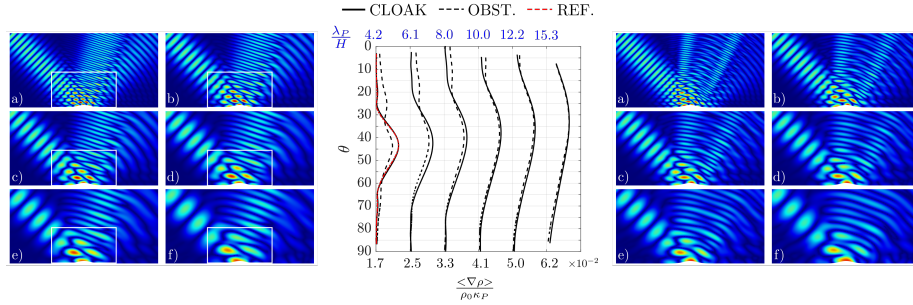 CLOAK OBST. REF.
λ_P/H 4.2 6.1 8.0 10.0 12.2 15.3
a) b)
c) d)
e) f)
θ
0
10
20
30
40
50
60
70
80
90
1.7 2.5 3.3 4.1 5.0 6.2 ×10⁻²
<∇ρ>/ρ₀κ_P
a) b)
c) d)
e) f)